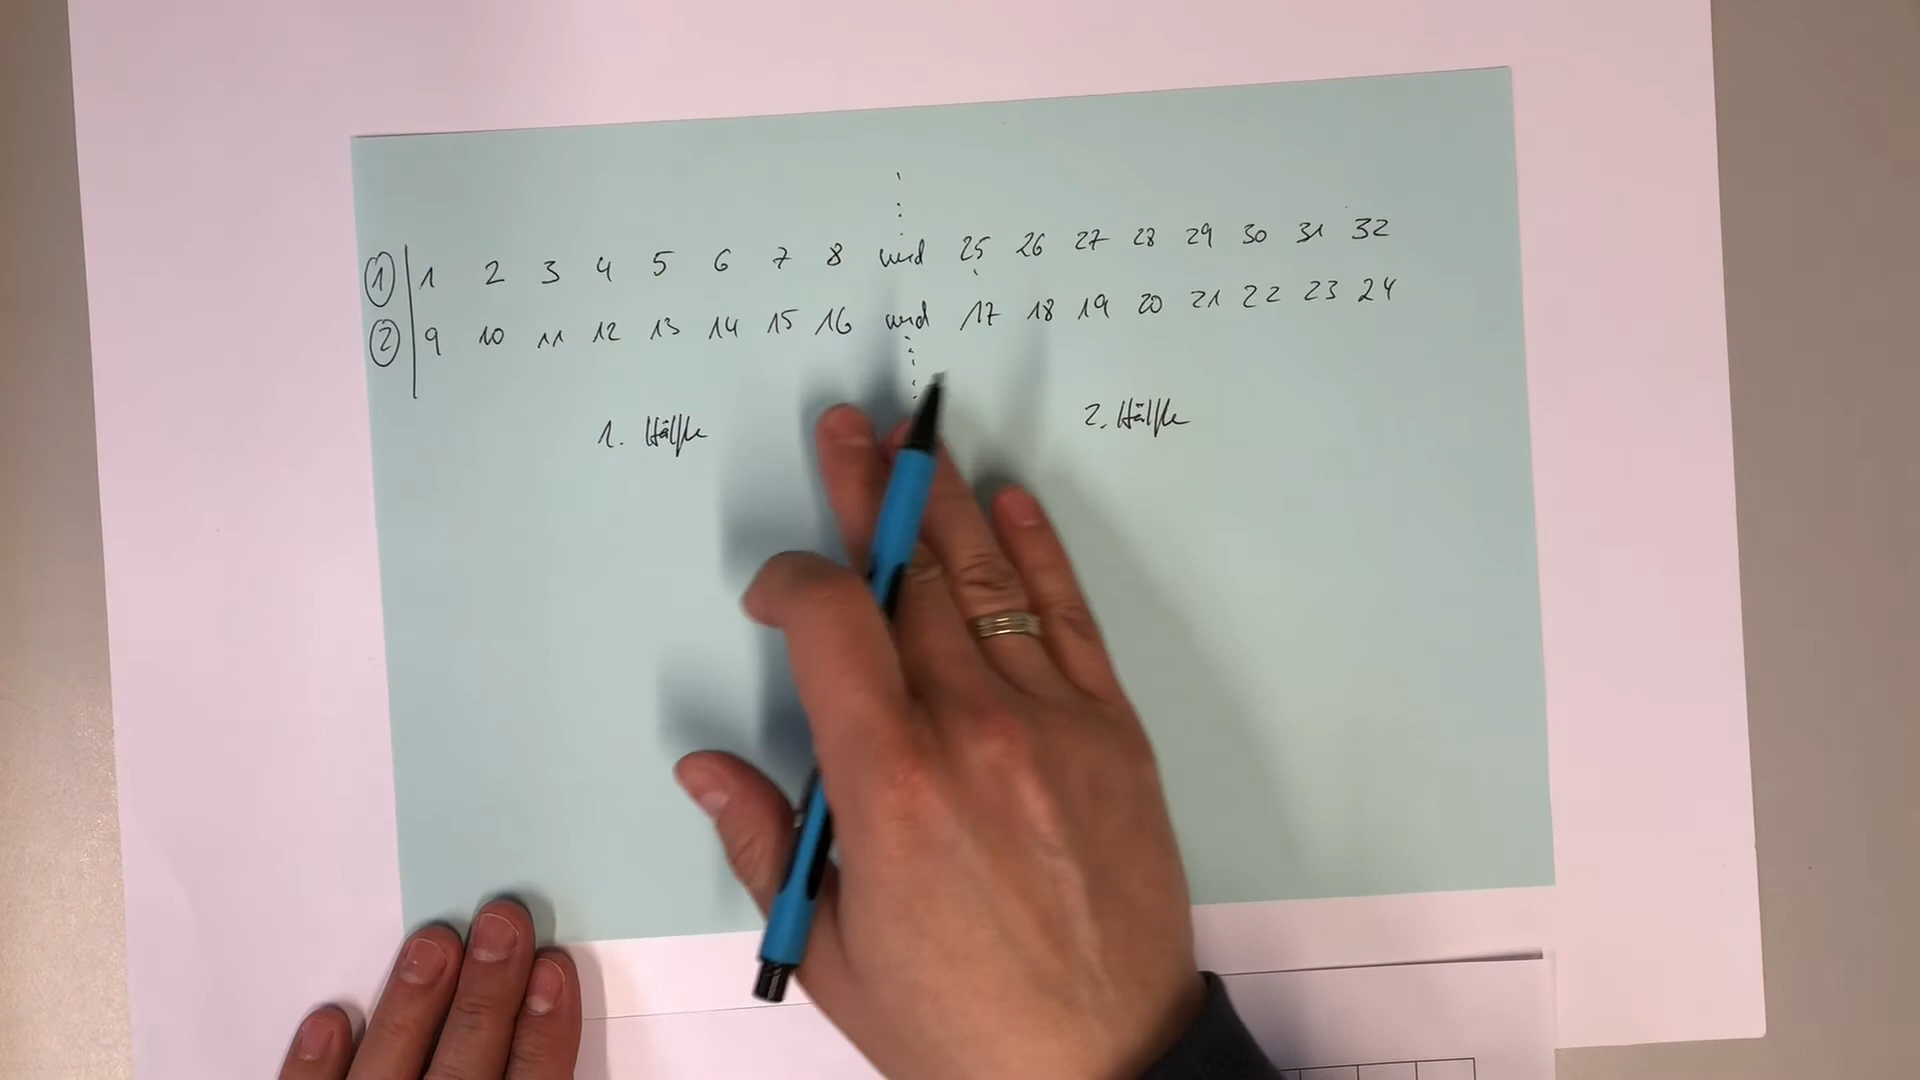 ① 1 2 3 4 5 6 7 8 und 25 26 27 28 29 30 31 32
② 9 10 11 12 13 14 15 16 und 17 18 19 20 21 22 23 24
1. Hälfte 2. Hälfte